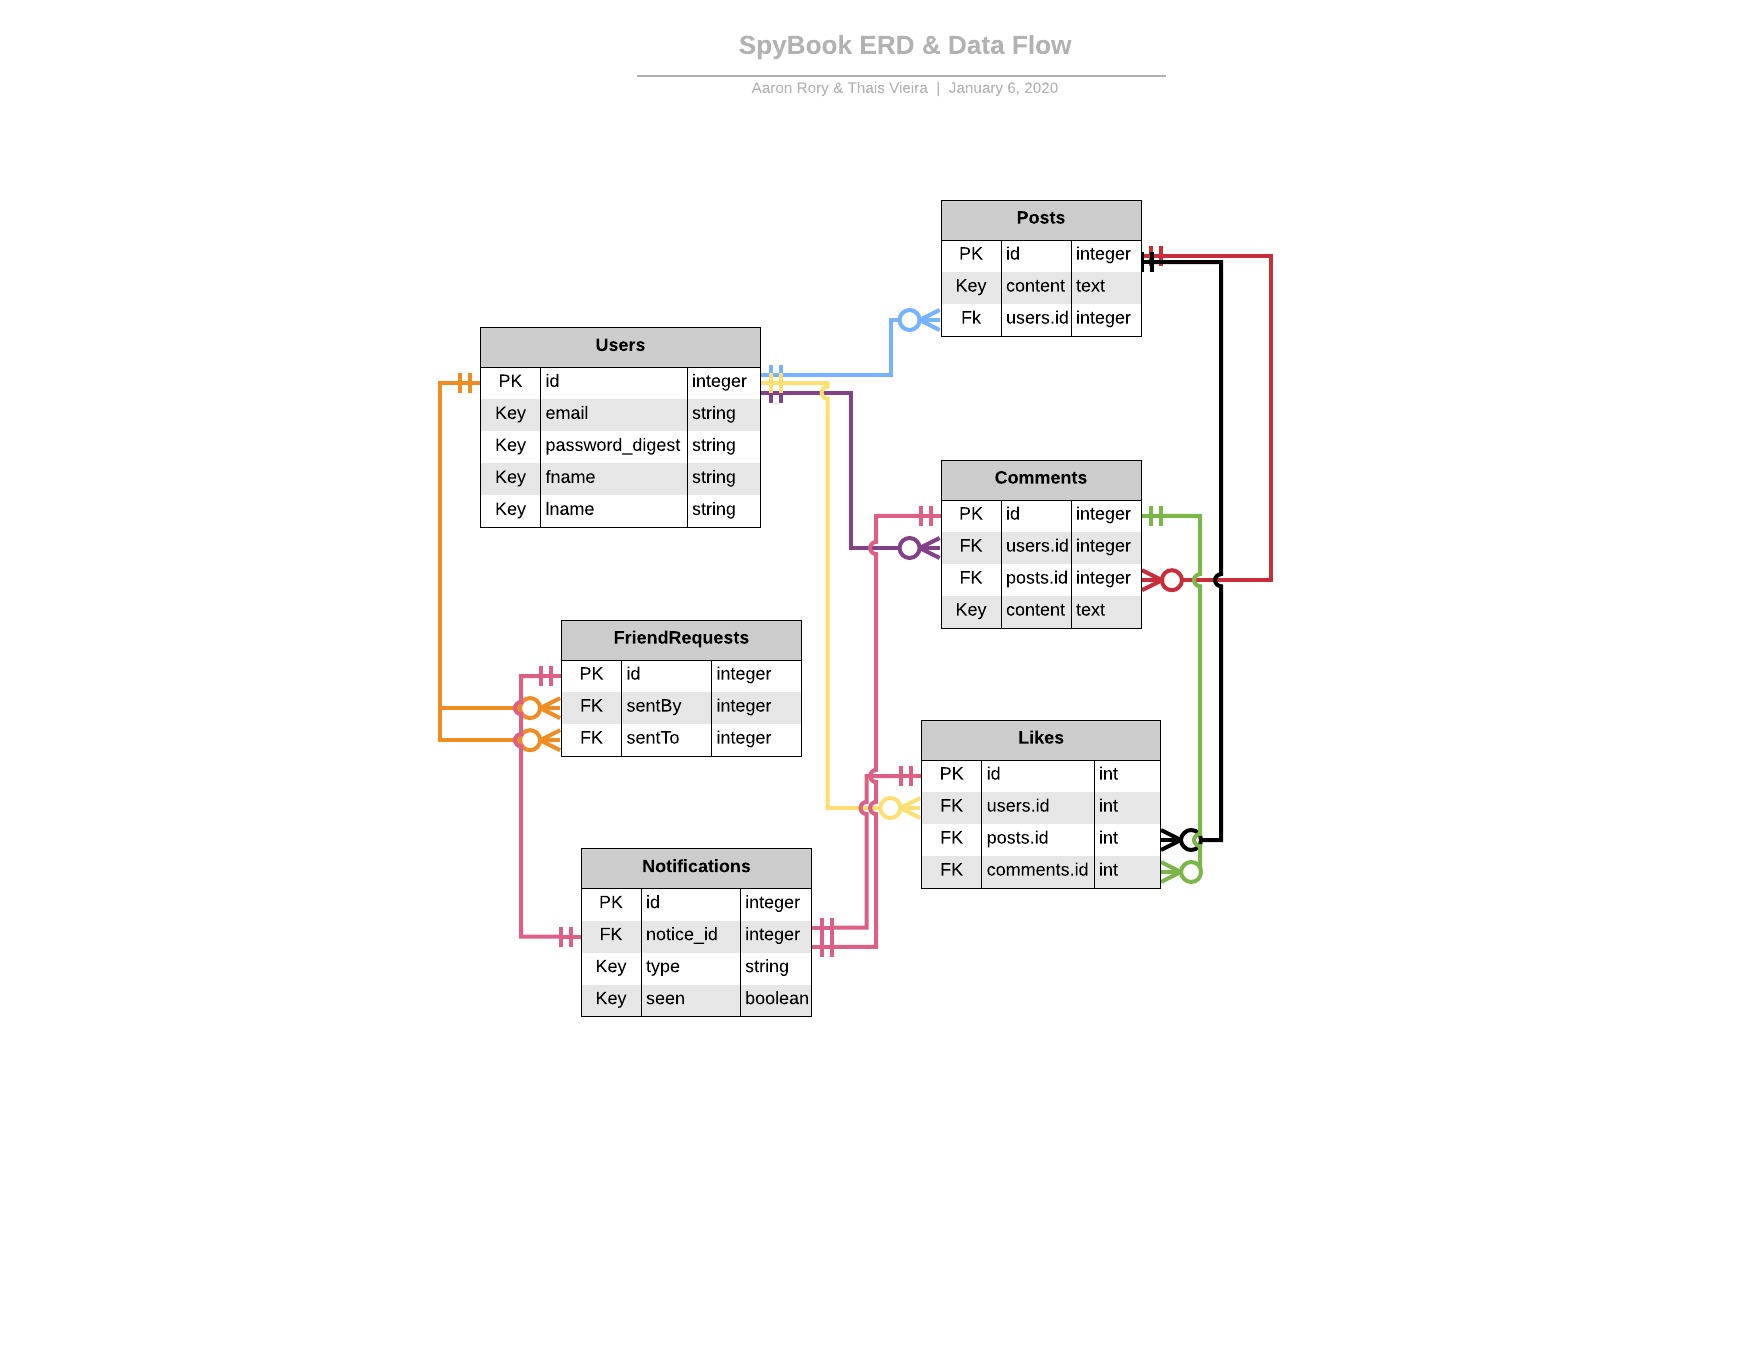 SpyBook ERD & Data Flow
Aaron Rory & Thais Vieira | January 6, 2020
Posts
PK id integer
Key content text
Fk users.id integer
Users
PK id integer
Key email string
Key password_digest string
Key fname string
Key lname string
Comments
PK id integer
FK users.id integer
FK posts.id integer
Key content text
FriendRequests
PK id integer
FK sentBy integer
FK sentTo integer
Likes
PK id int
FK users.id int
FK posts.id int
FK comments.id int
Notifications
PK id integer
FK notice_id integer
Key type string
Key seen boolean